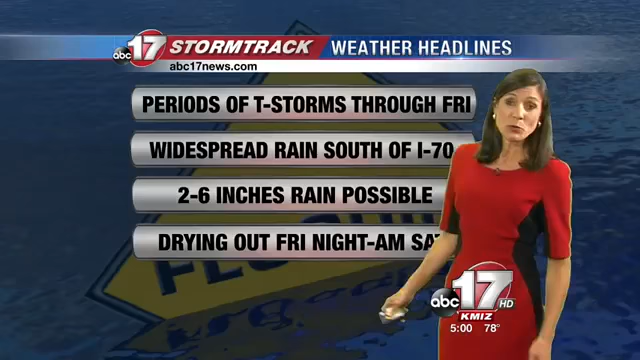 abc 17 STORMTRACK WEATHER HEADLINES
abc17news.com
PERIODS OF T-STORMS THROUGH FRI
WIDESPREAD RAIN SOUTH OF I-70
2-6 INCHES RAIN POSSIBLE
DRYING OUT FRI NIGHT-AM SAT
abc 17 HD
KMIZ
5:00 78°